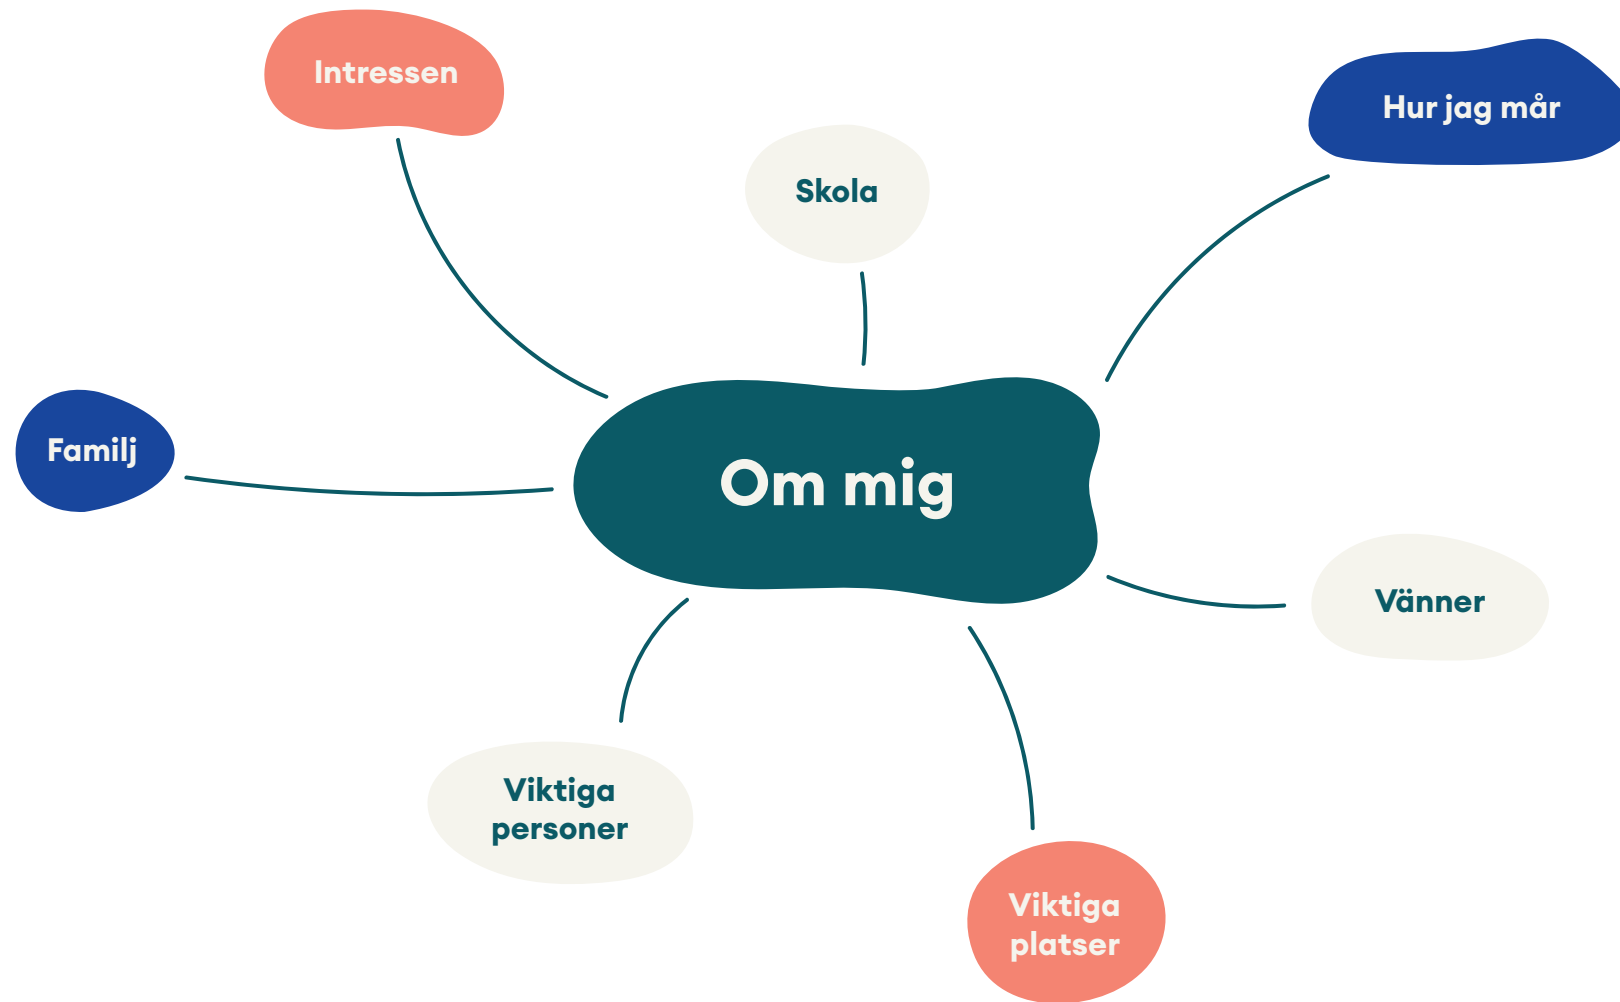 Intressen
Hur jag mår
Skola
Familj
Om mig
Vänner
Viktiga
personer
Viktiga
platser